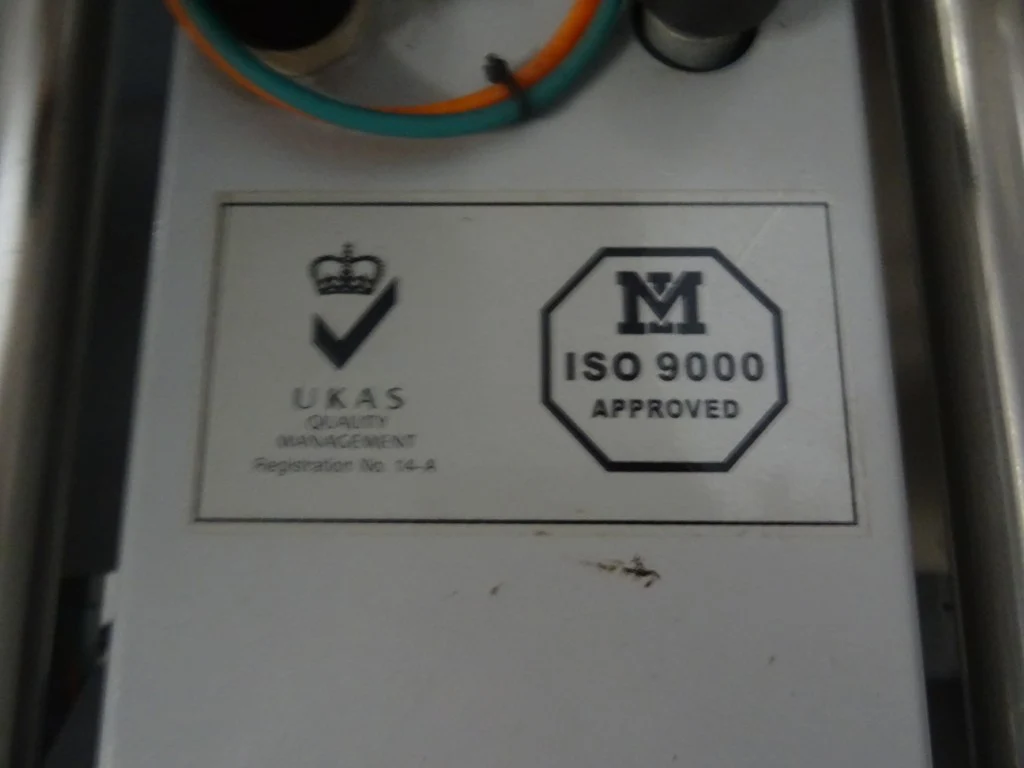 UKAS
QUALITY
MANAGEMENT
Registration No. 14-A
M
ISO 9000
APPROVED